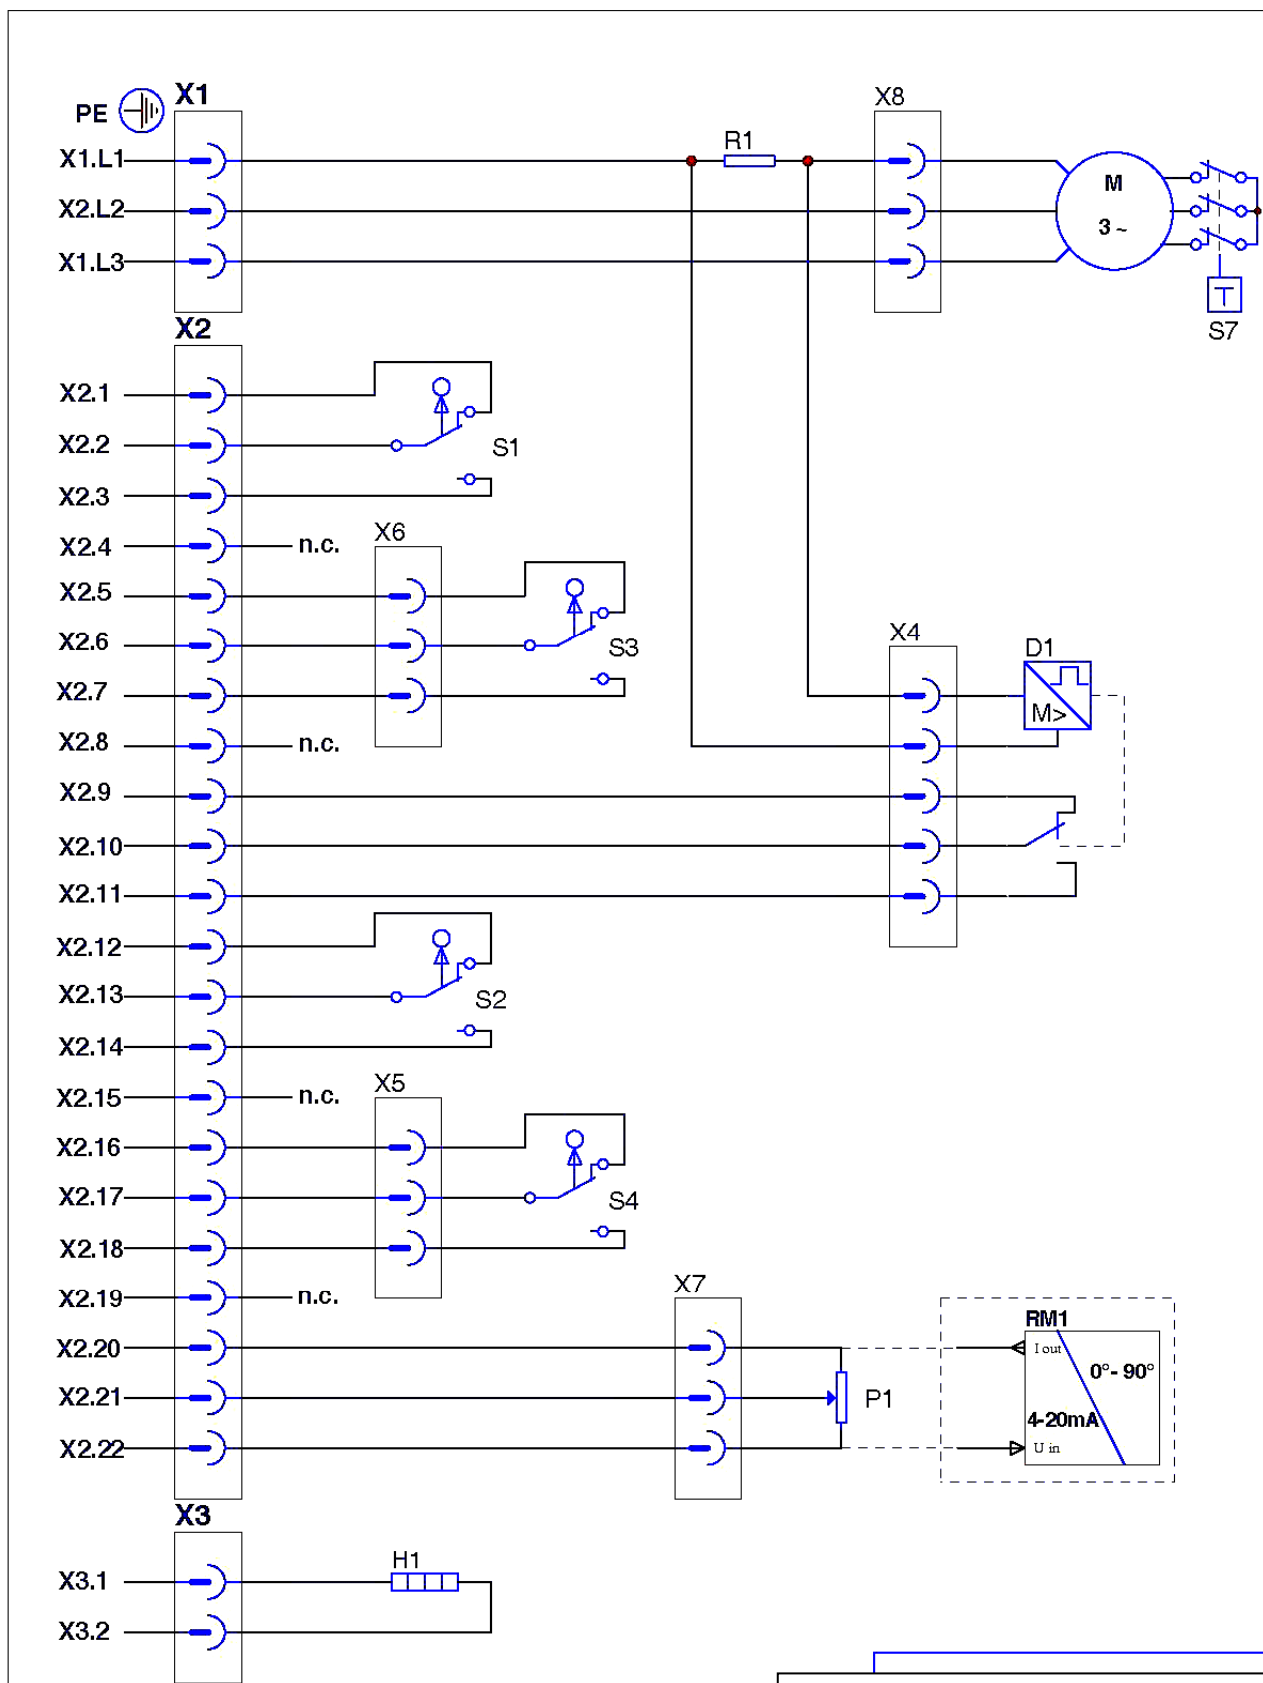 X1
X8
PE
X1.L1
R1
M
X2.L2
3 ~
X1.L3
T
X2
S7
X2.1
X2.2
S1
X2.3
X6
X2.4
n.c.
X2.5
X2.6
X4
D1
S3
X2.7
M>
X2.8
n.c.
X2.9
X2.10
X2.11
X2.12
X2.13
S2
X2.14
X5
X2.15
n.c.
X2.16
X2.17
S4
X2.18
X7
X2.19
n.c.
RM1
X2.20
I out
0°- 90°
X2.21
P1
4-20mA
X2.22
U in
X3
H1
X3.1
X3.2